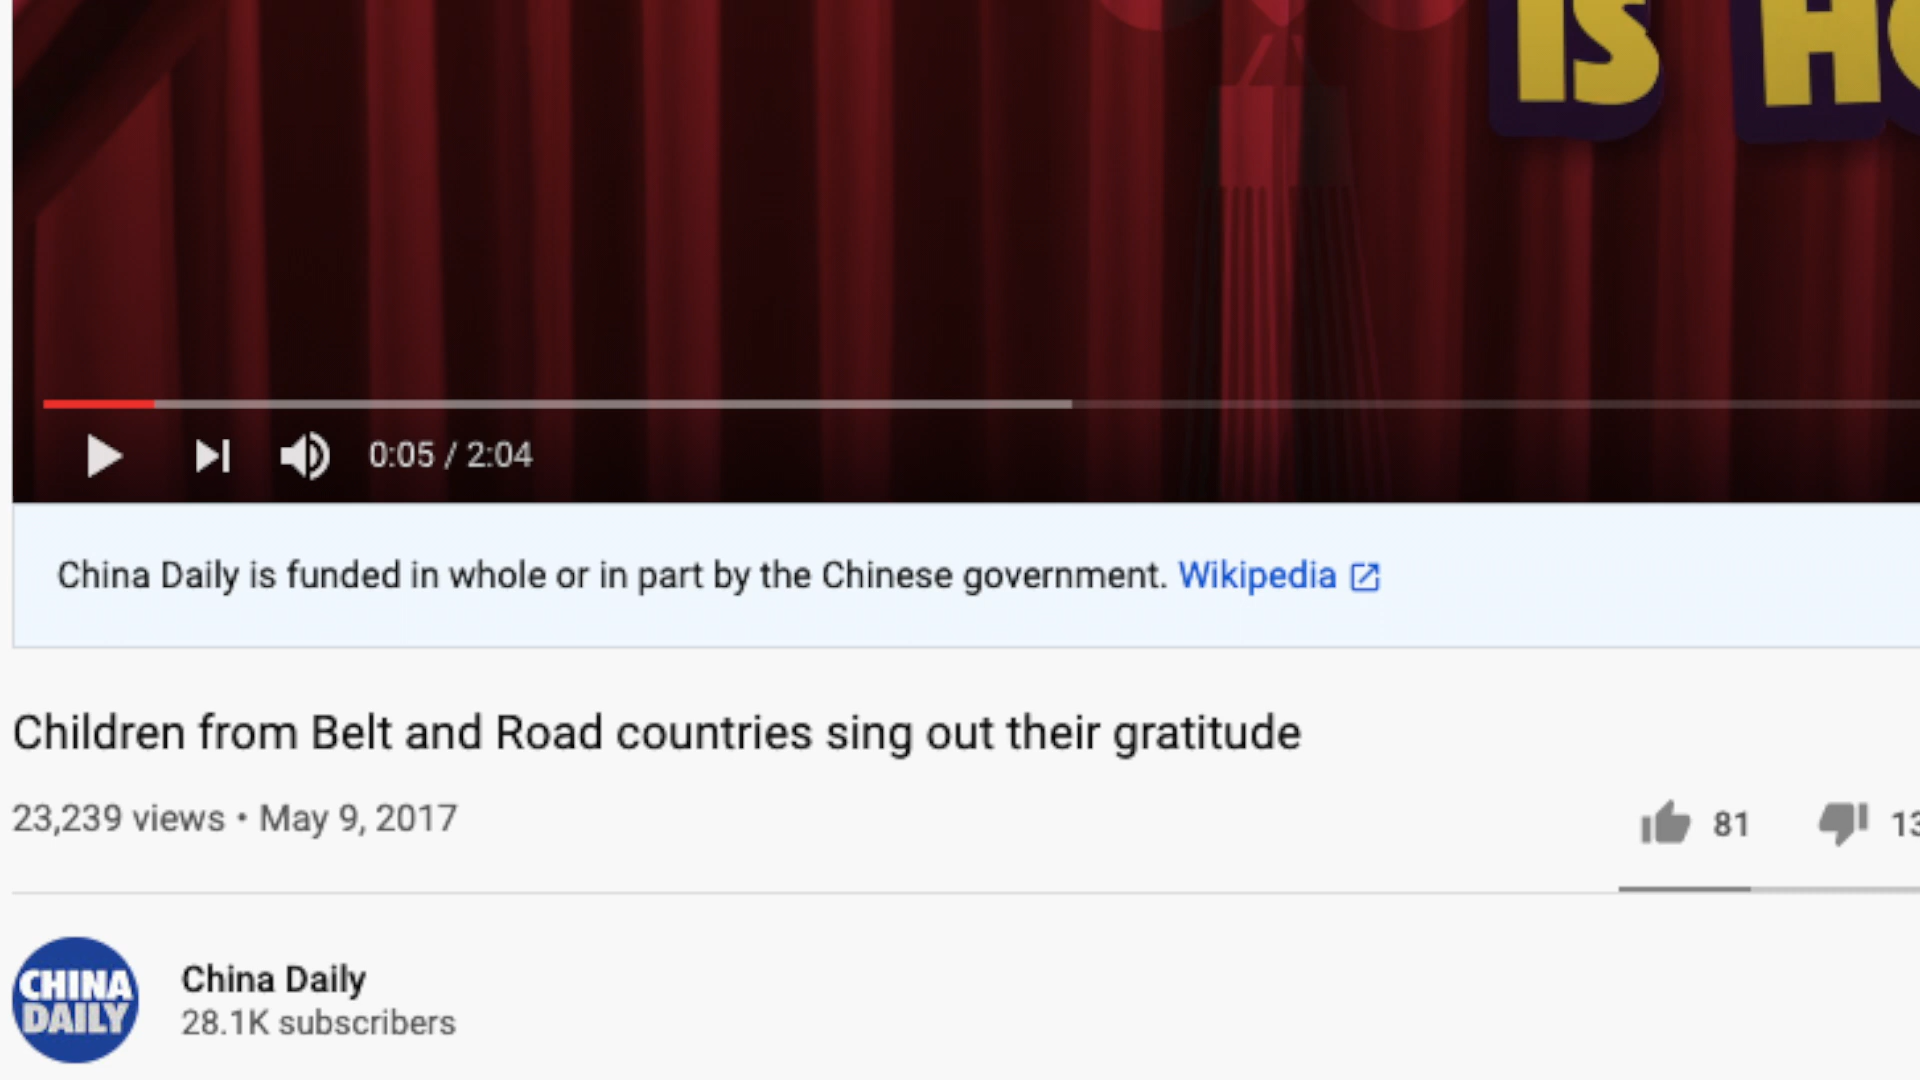 IS
0:05 / 2:04
China Daily is funded in whole or in part by the Chinese government. Wikipedia
Children from Belt and Road countries sing out their gratitude
23,239 views • May 9, 2017
81
CHINA
DAILY
China Daily
28.1K subscribers